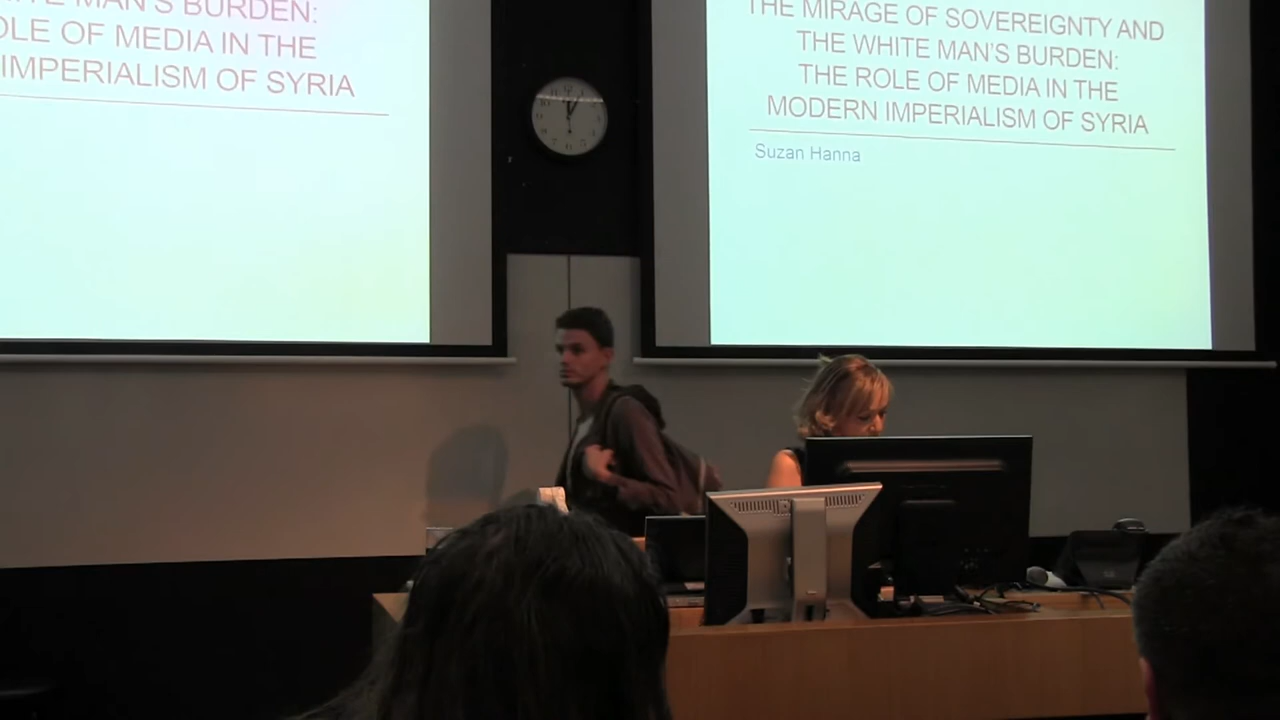 MAN'S BURDEN:
OF MEDIA IN THE
IMPERIALISM OF SYRIA
THE MIRAGE OF SOVEREIGNTY AND
THE WHITE MAN'S BURDEN:
THE ROLE OF MEDIA IN THE
MODERN IMPERIALISM OF SYRIA
Suzan Hanna